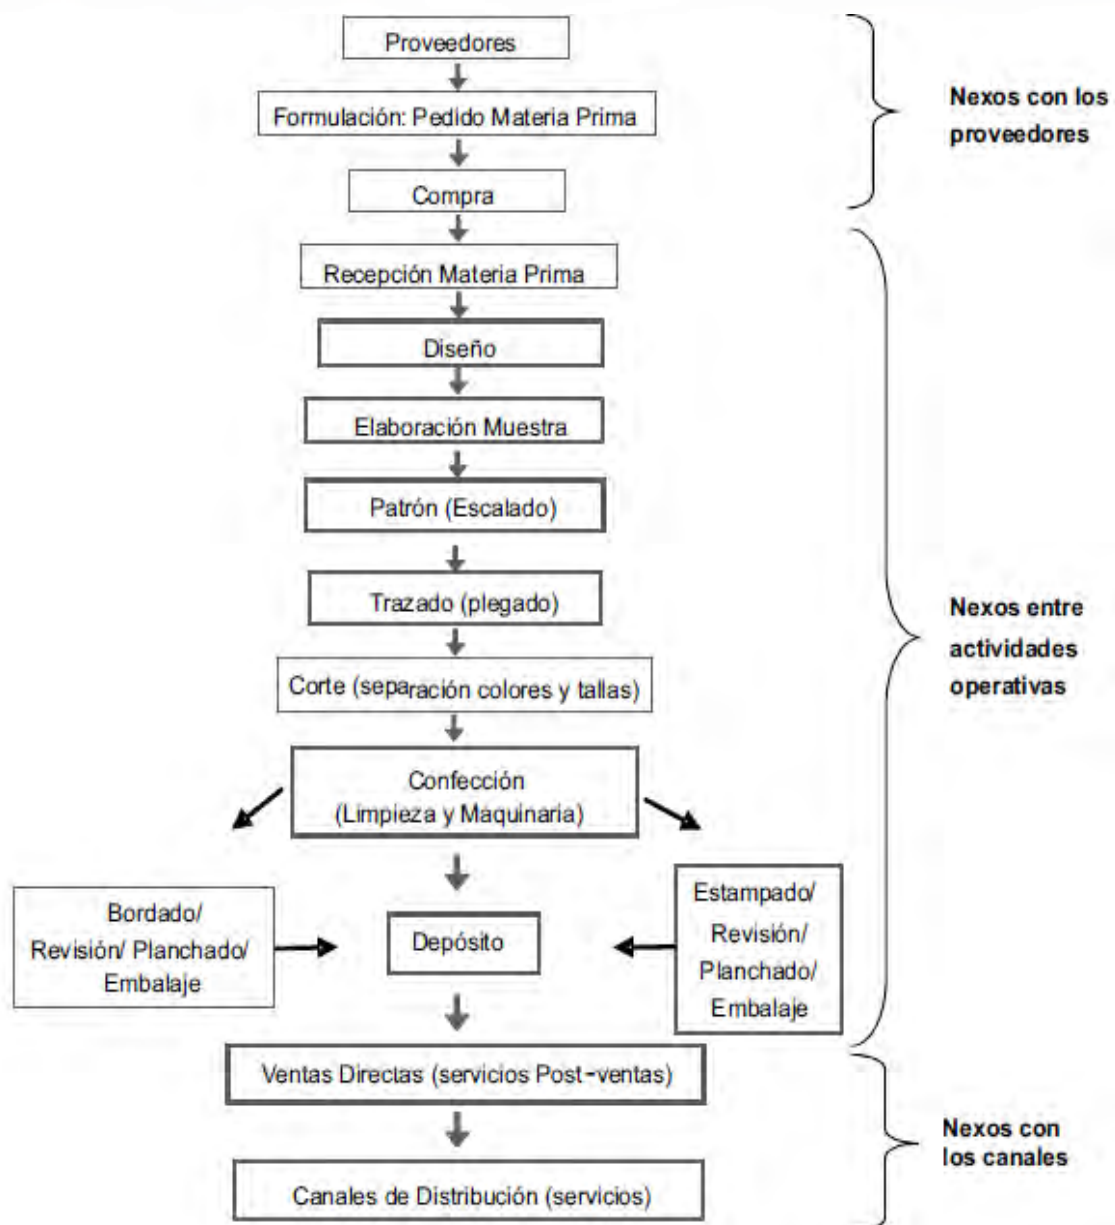 Proveedores
Formulación: Pedido Materia Prima
Compra
Nexos con los
proveedores
Recepción Materia Prima
Diseño
Elaboración Muestra
Patrón (Escalado)
Trazado (plegado)
Corte (separación colores y tallas)
Confección
(Limpieza y Maquinaria)
Bordado/
Revisión/ Planchado/
Embalaje
Depósito
Estampado/
Revisión/
Planchado/
Embalaje
Nexos entre
actividades
operativas
Ventas Directas (servicios Post-ventas)
Canales de Distribución (servicios)
Nexos con
los canales